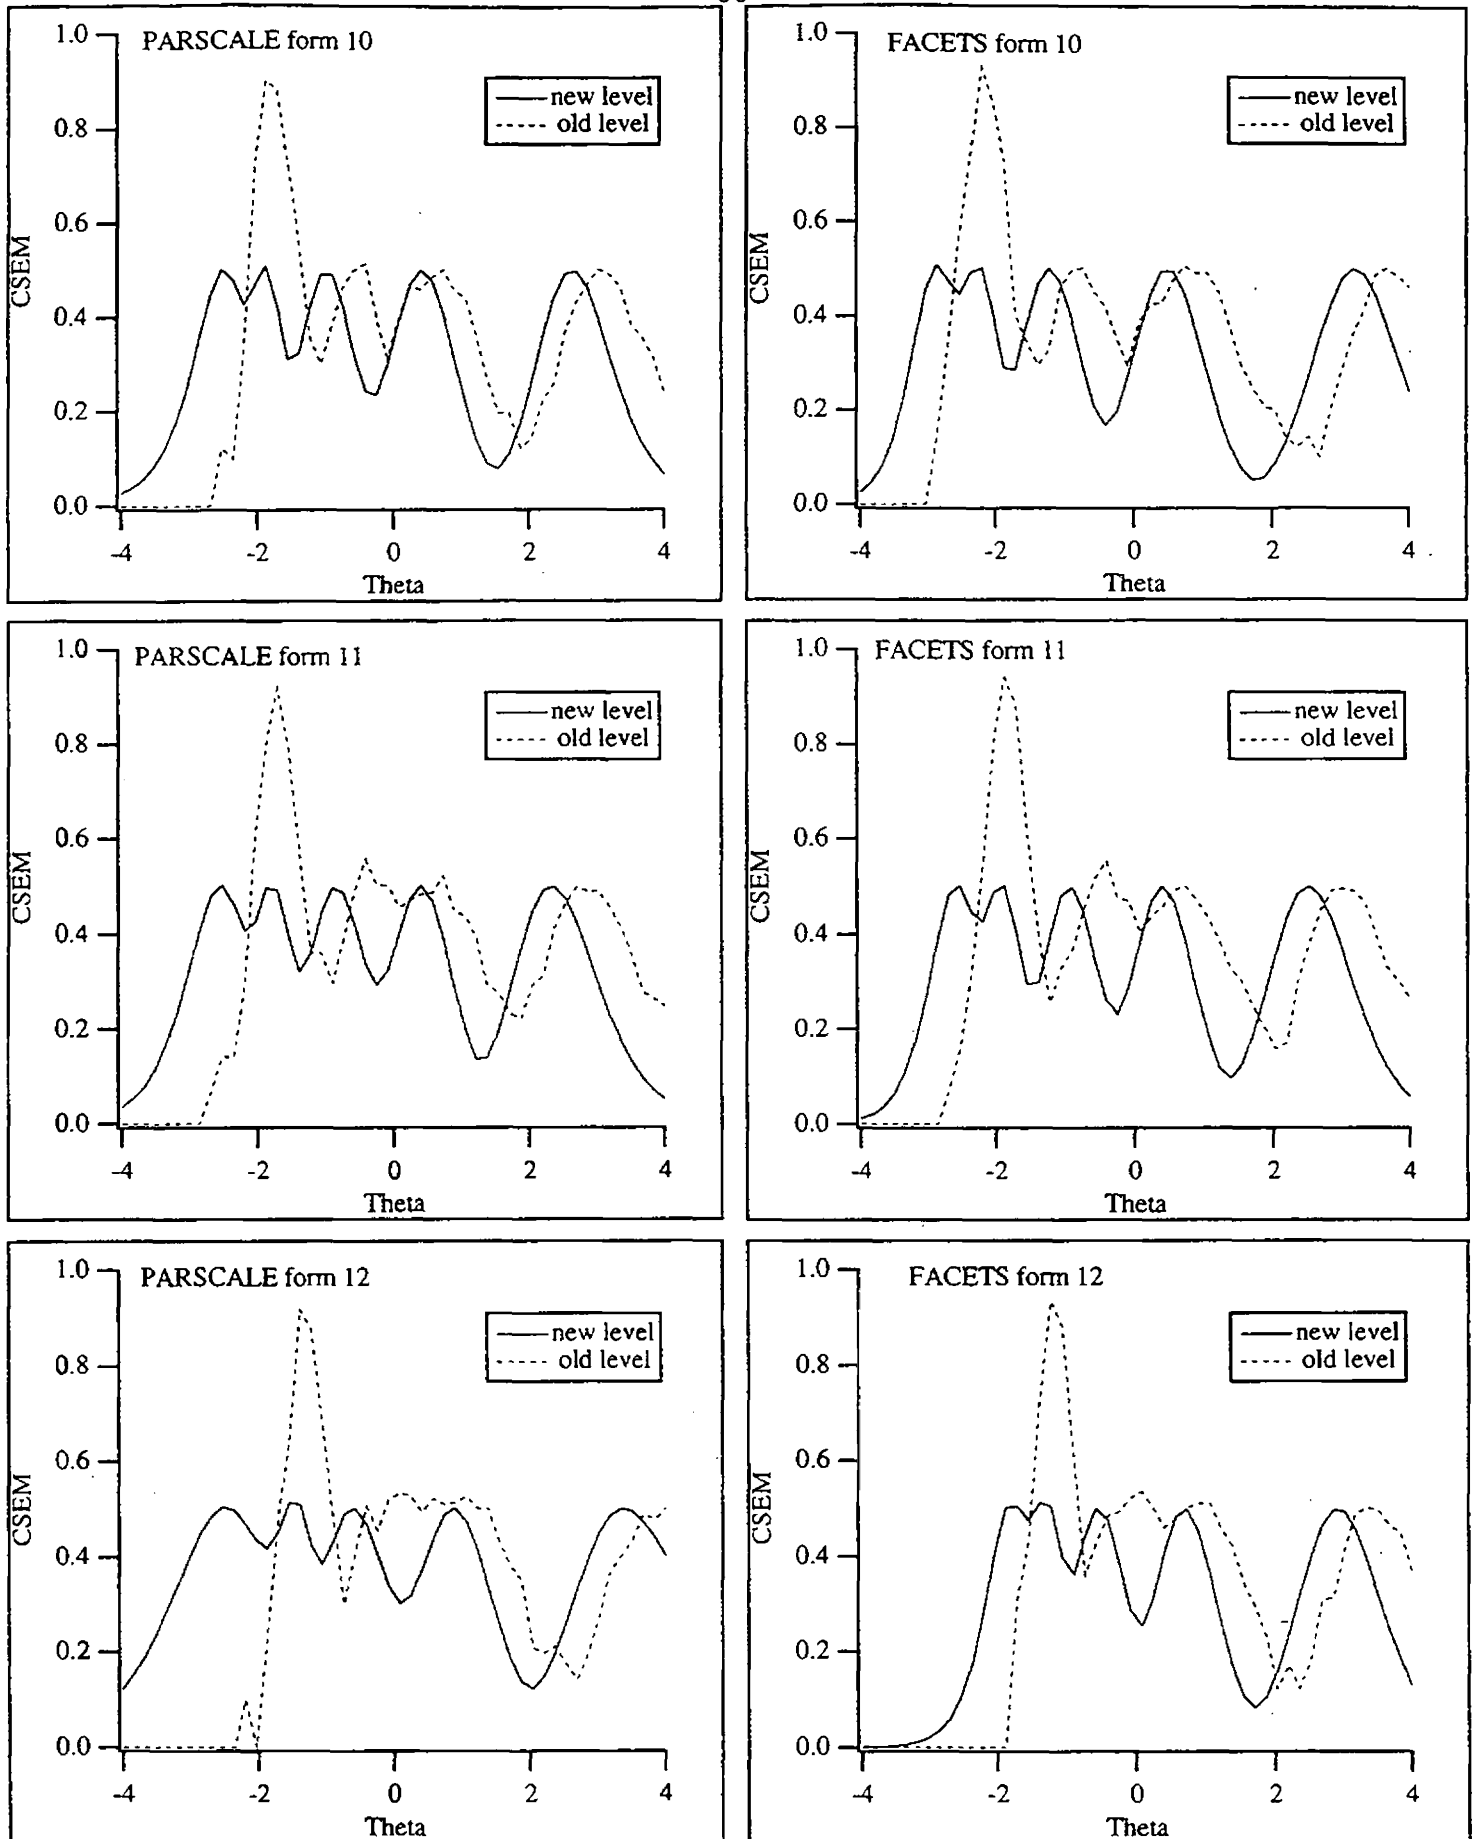 PARSCALE form 10
new level
old level
1.0
0.8
0.6
0.4
0.2
0.0
CSEM
-4 -2 0 2 4
Theta
FACETS form 10
new level
old level
1.0
0.8
0.6
0.4
0.2
0.0
CSEM
-4 -2 0 2 4
Theta
PARSCALE form 11
new level
old level
1.0
0.8
0.6
0.4
0.2
0.0
CSEM
-4 -2 0 2 4
Theta
FACETS form 11
new level
old level
1.0
0.8
0.6
0.4
0.2
0.0
CSEM
-4 -2 0 2 4
Theta
PARSCALE form 12
new level
old level
1.0
0.8
0.6
0.4
0.2
0.0
CSEM
-4 -2 0 2 4
Theta
FACETS form 12
new level
old level
1.0
0.8
0.6
0.4
0.2
0.0
CSEM
-4 -2 0 2 4
Theta